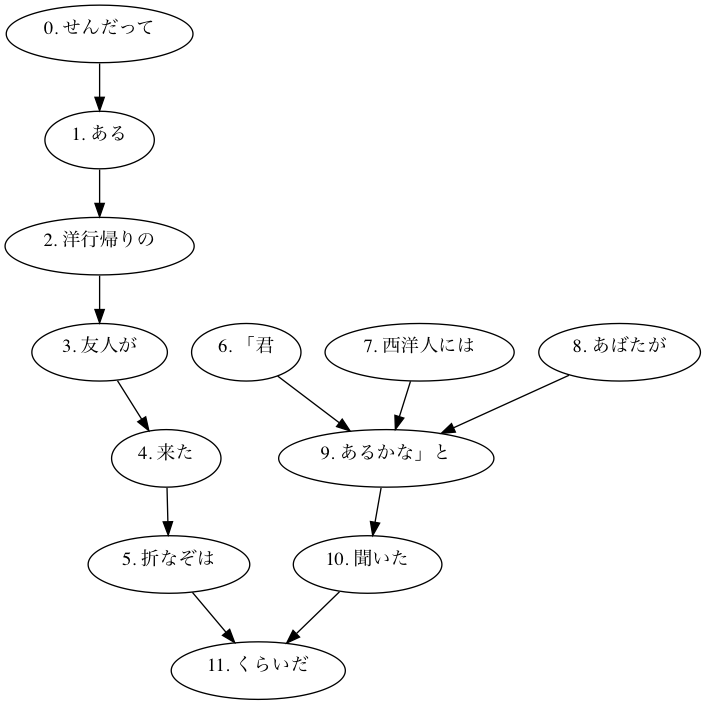 0. せんだって
1. ある
2. 洋行帰りの
3. 友人が
6. 「君
7. 西洋人には
8. あばたが
4. 来た
9. あるかな」と
5. 折なぞは
10. 聞いた
11. くらいだ